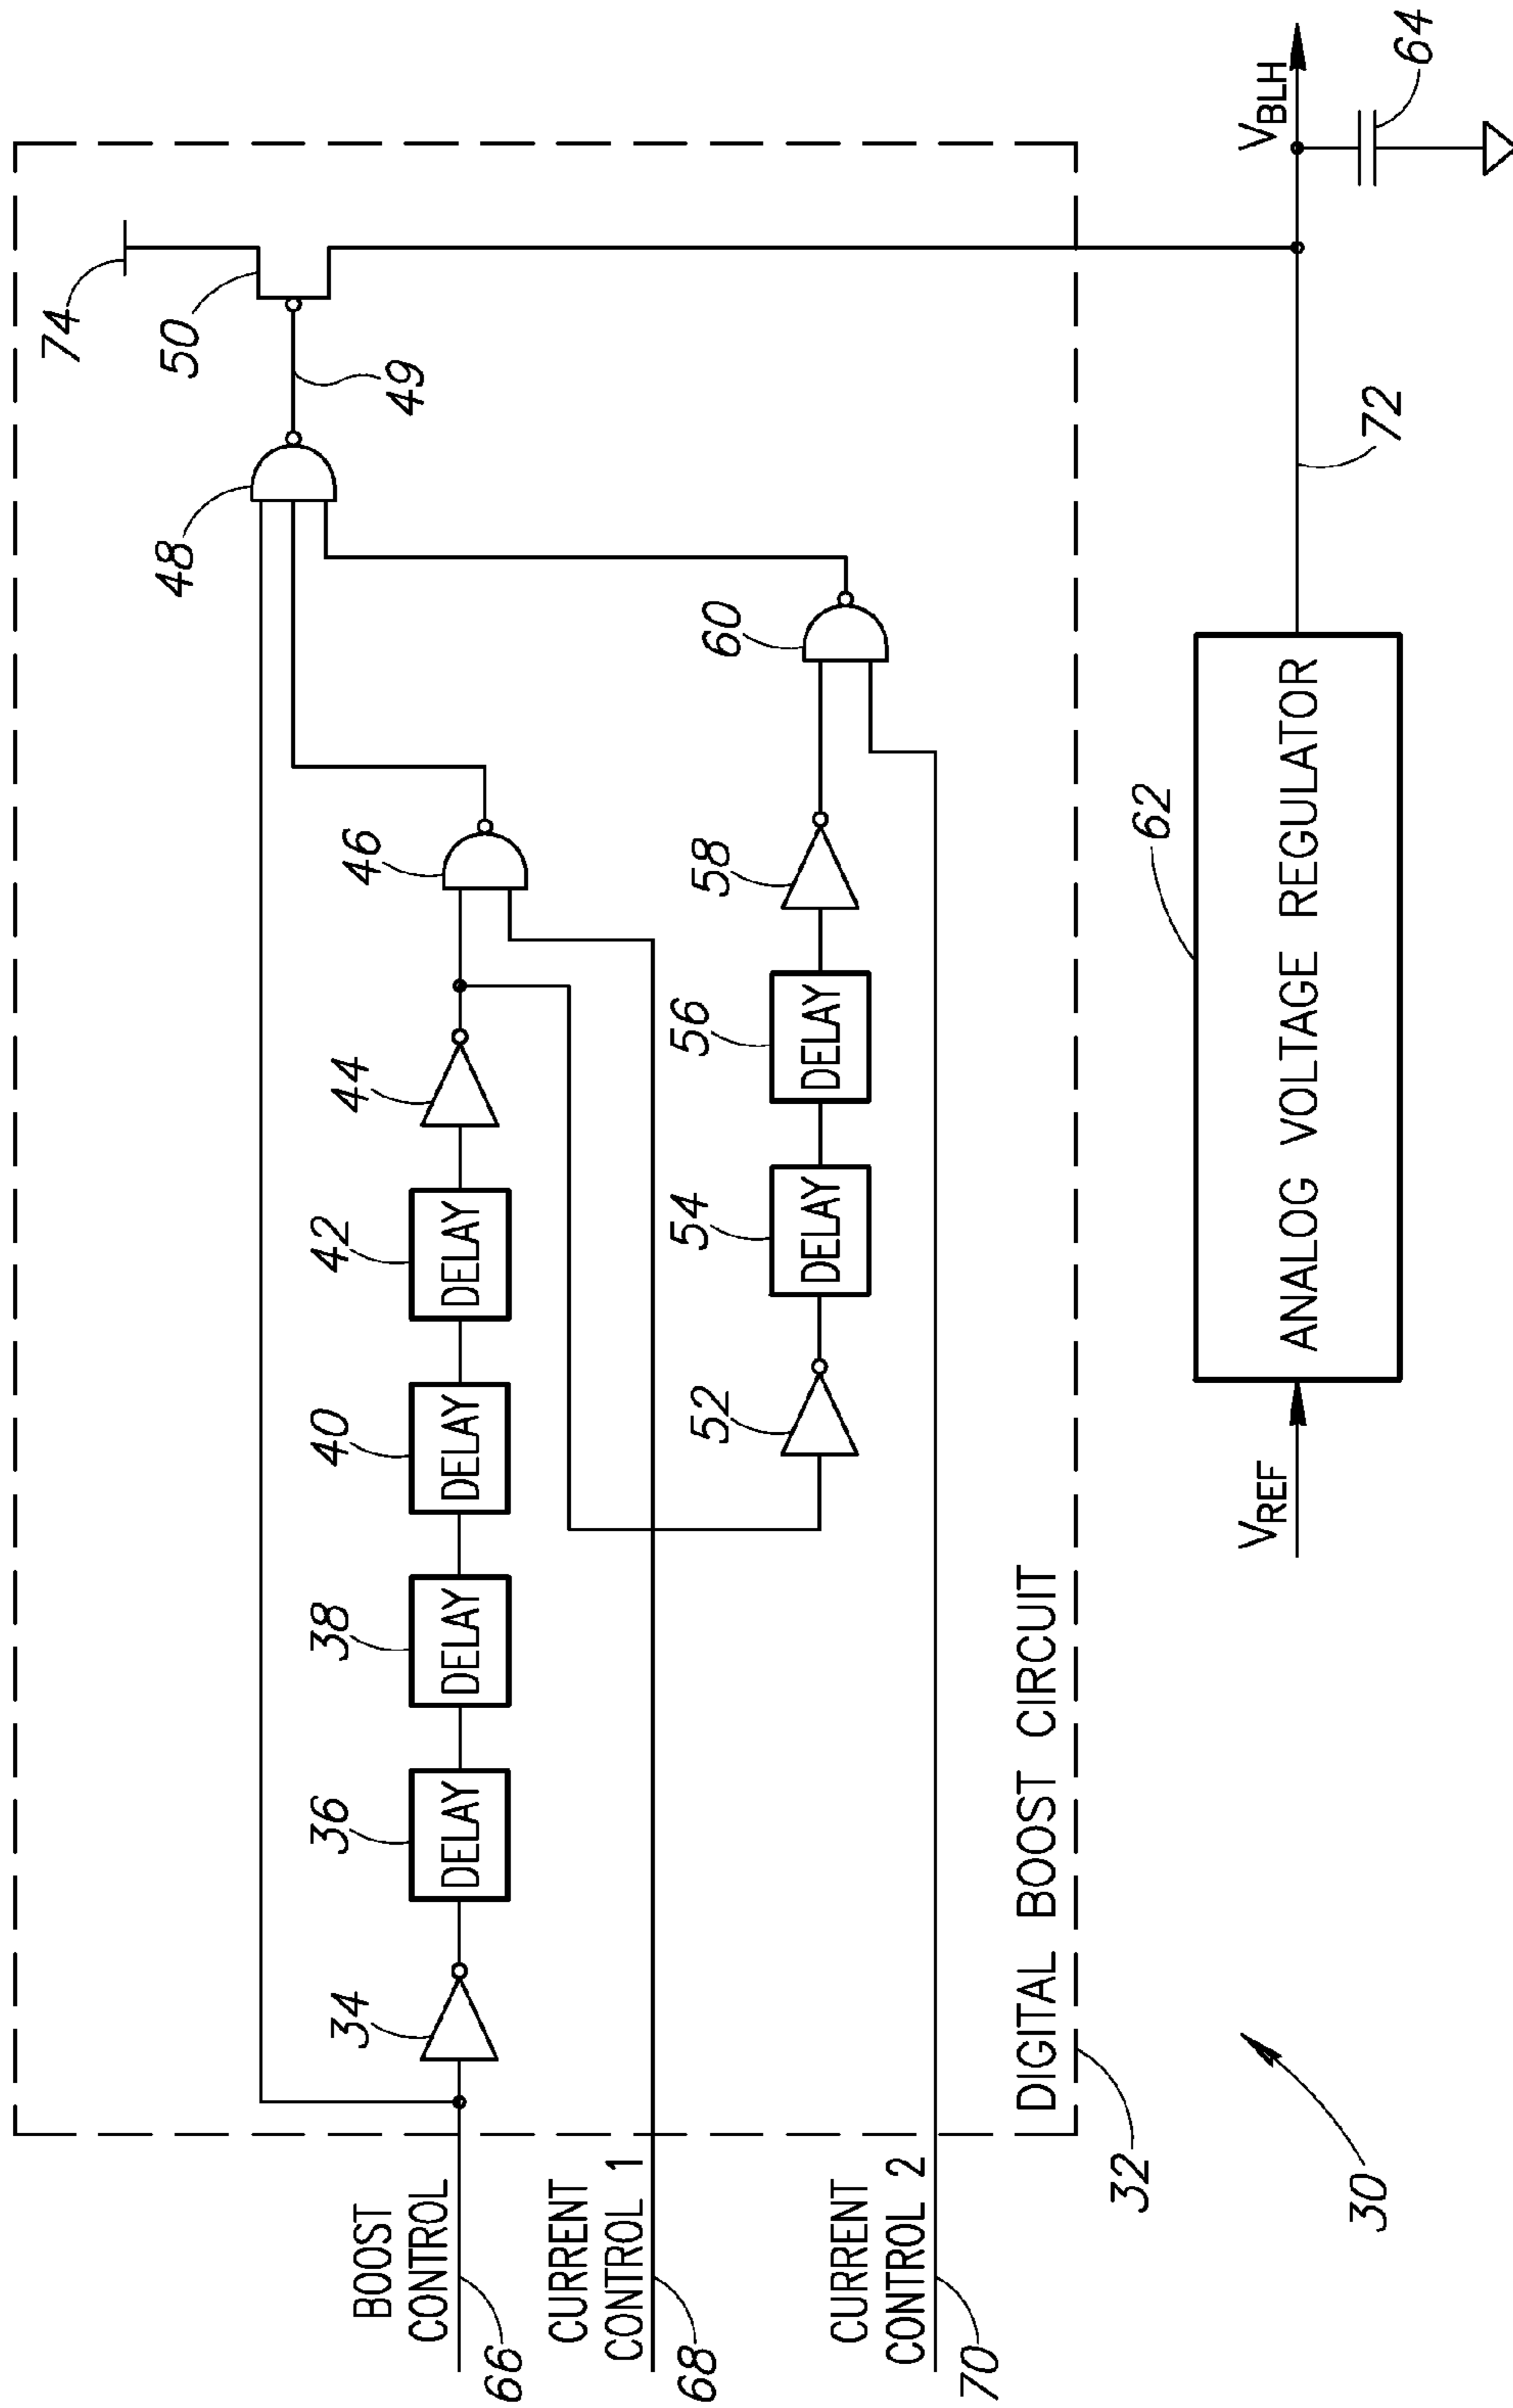 74
50
49
48
46
44
42
40
38
36
34
DELAY
DELAY
DELAY
DELAY
60
58
56
54
52
DELAY
DELAY
BOOST
CONTROL
66
CURRENT
CONTROL 1
68
CURRENT
CONTROL 2
70
DIGITAL BOOST CIRCUIT
32
30
VREF
ANALOG VOLTAGE REGULATOR
62
72
VBLH
64